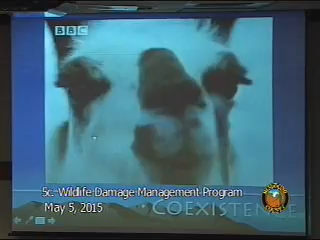 BBC
5c. Wildlife Damage Management Program
May 5, 2015
COEXISTENCE